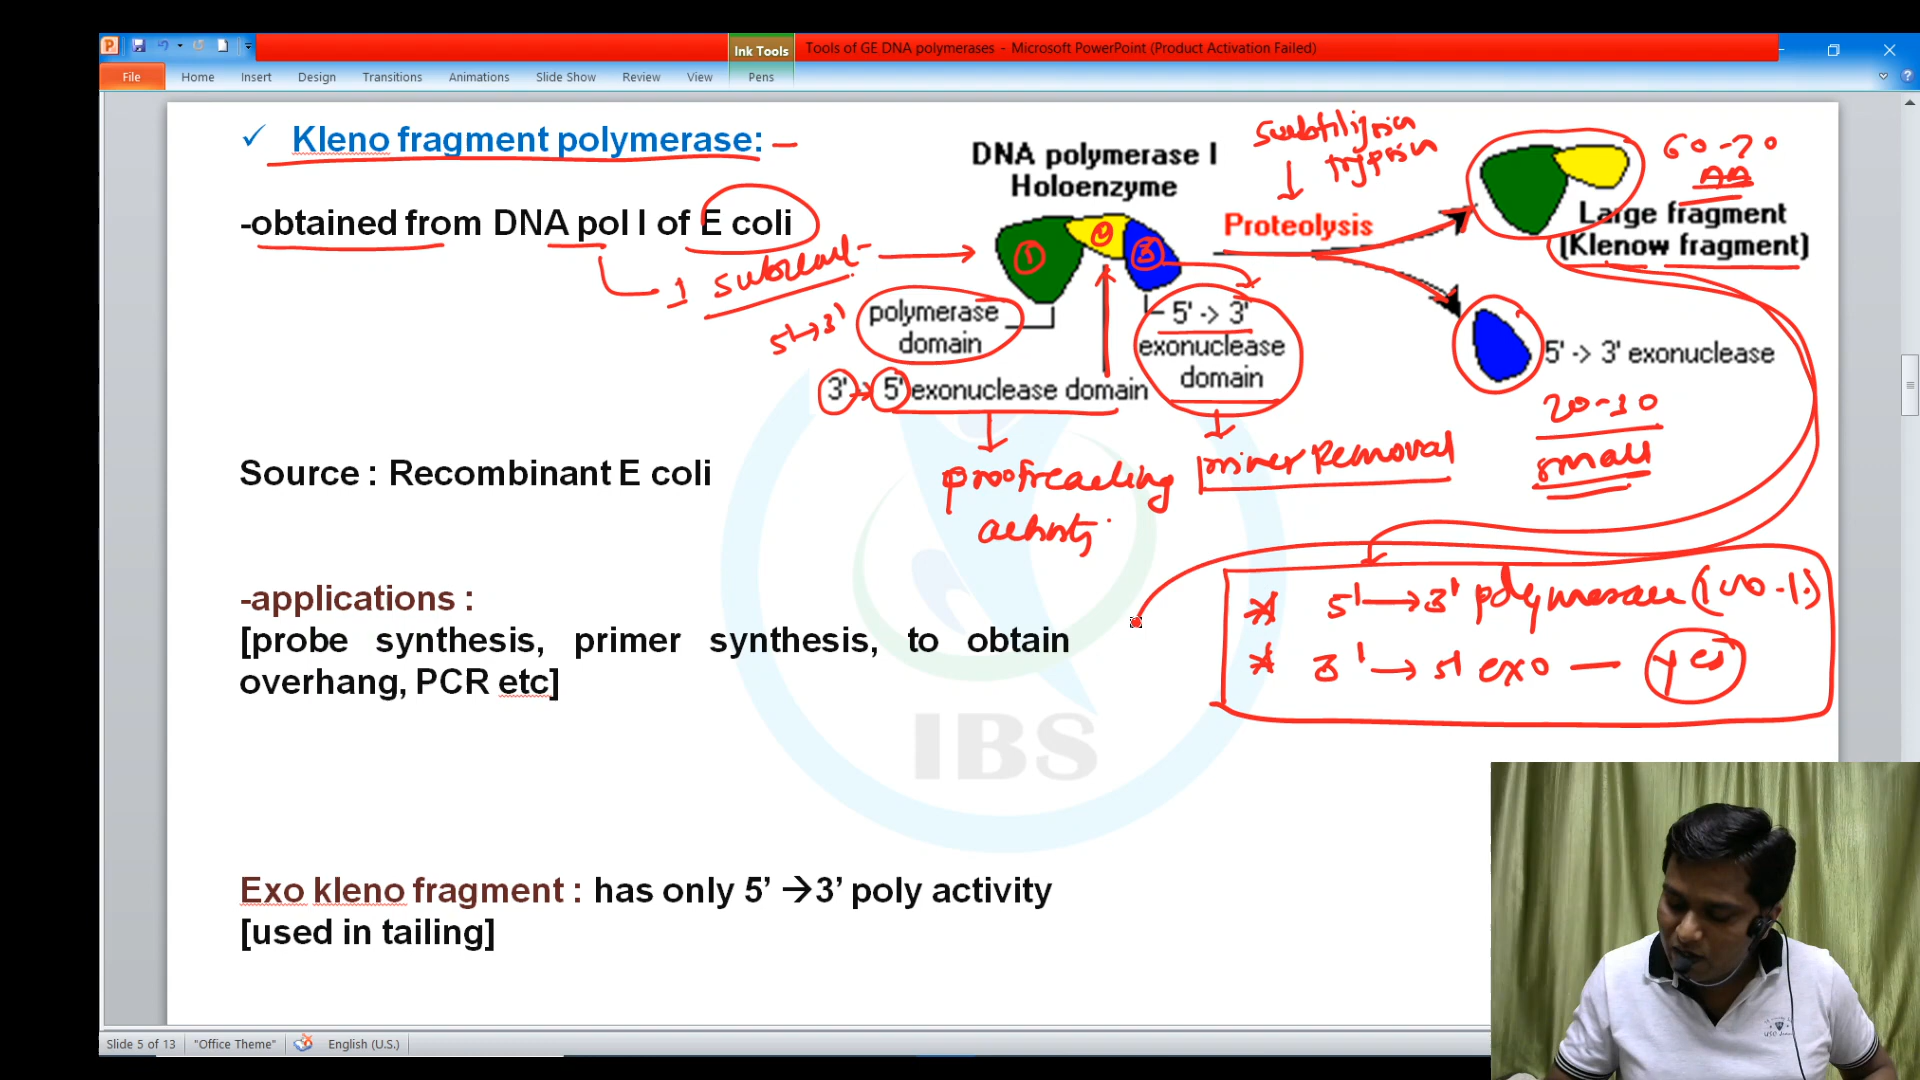 Ink Tools
Tools of GE DNA polymerases - Microsoft PowerPoint (Product Activation Failed)
File Home Insert Design Transitions Animations Slide Show Review View Pens
✓ Kleno fragment polymerase: -
-obtained from DNA pol I of E coli
1 subunit
DNA polymerase I
Holoenzyme
1 2 3
subtilisin
trypsin
Proteolysis
60-70
AA
Large fragment
(Klenow fragment)
5' → 3'
polymerase
domain
3' → 5' exonuclease domain
5' -> 3'
exonuclease
domain
5' -> 3' exonuclease
20-30
small
proofreading
activity
primer removal
Source : Recombinant E coli
* 5' → 3' polymerase (100%)
* 3' → 5' exo — yes
-applications :
[probe synthesis, primer synthesis, to obtain
overhang, PCR etc]
IBS
Exo kleno fragment : has only 5’ →3’ poly activity
[used in tailing]
Slide 5 of 13 "Office Theme" English (U.S.)